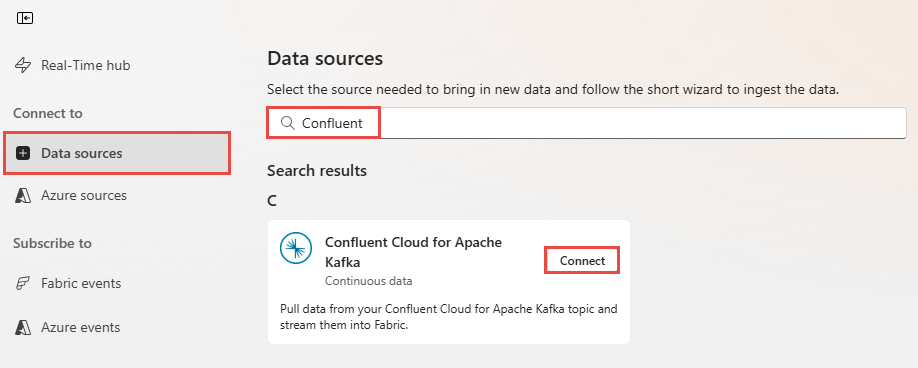 Real-Time hub
Connect to
Data sources
Azure sources
Subscribe to
Fabric events
Azure events
Data sources
Select the source needed to bring in new data and follow the short wizard to ingest the data.
Confluent
Search results
C
Confluent Cloud for Apache
Kafka
Continuous data
Connect
Pull data from your Confluent Cloud for Apache Kafka topic and
stream them into Fabric.